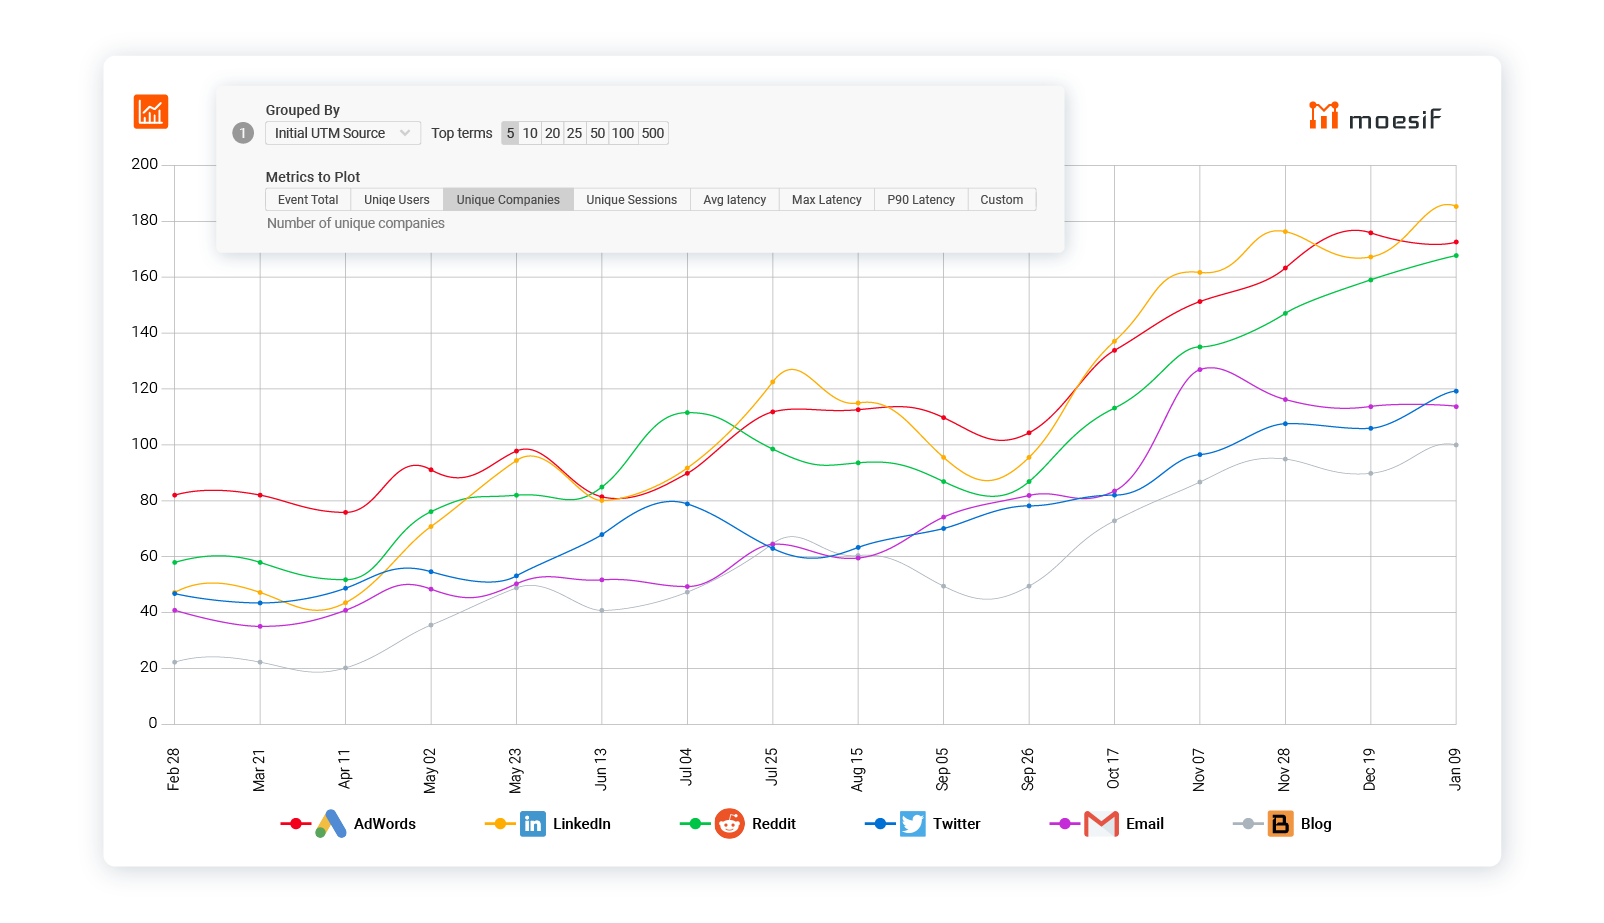 Grouped By
moesif
1 Initial UTM Source Top terms 5 10 20 25 50 100 500
Metrics to Plot
Event Total Uniqe Users Unique Companies Unique Sessions Avg latency Max Latency P90 Latency Custom
Number of unique companies
200
180
160
140
120
100
80
60
40
20
0
Feb 28 Mar 21 Apr 11 May 02 May 23 Jun 13 Jul 04 Jul 25 Aug 15 Sep 05 Sep 26 Oct 17 Nov 07 Nov 28 Dec 19 Jan 09
AdWords LinkedIn Reddit Twitter Email Blog